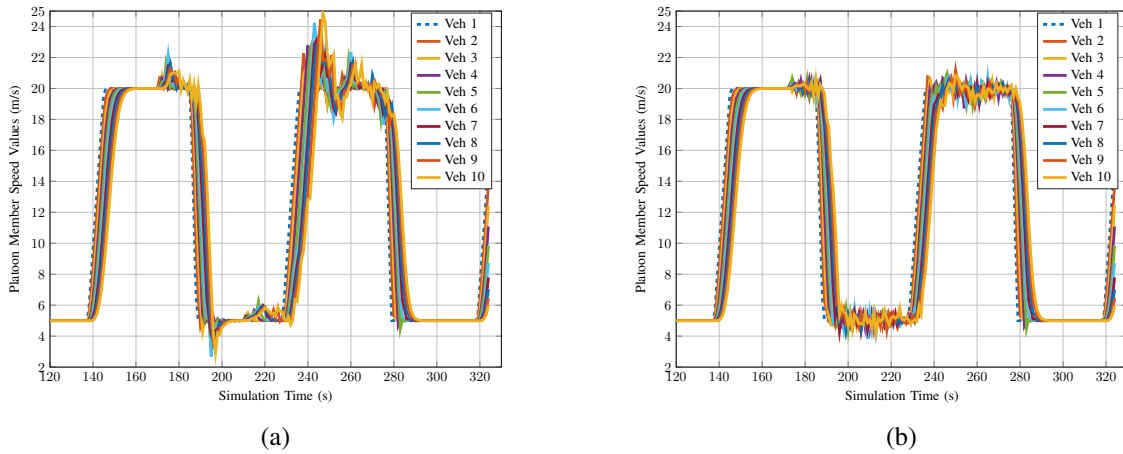 25
24
22
20
18
16
14
12
10
8
6
4
2
120 140 160 180 200 220 240 260 280 300 320
Platoon Member Speed Values (m/s)
Simulation Time (s)
Veh 1
Veh 2
Veh 3
Veh 4
Veh 5
Veh 6
Veh 7
Veh 8
Veh 9
Veh 10
(a)
25
24
22
20
18
16
14
12
10
8
6
4
2
120 140 160 180 200 220 240 260 280 300 320
Platoon Member Speed Values (m/s)
Simulation Time (s)
Veh 1
Veh 2
Veh 3
Veh 4
Veh 5
Veh 6
Veh 7
Veh 8
Veh 9
Veh 10
(b)